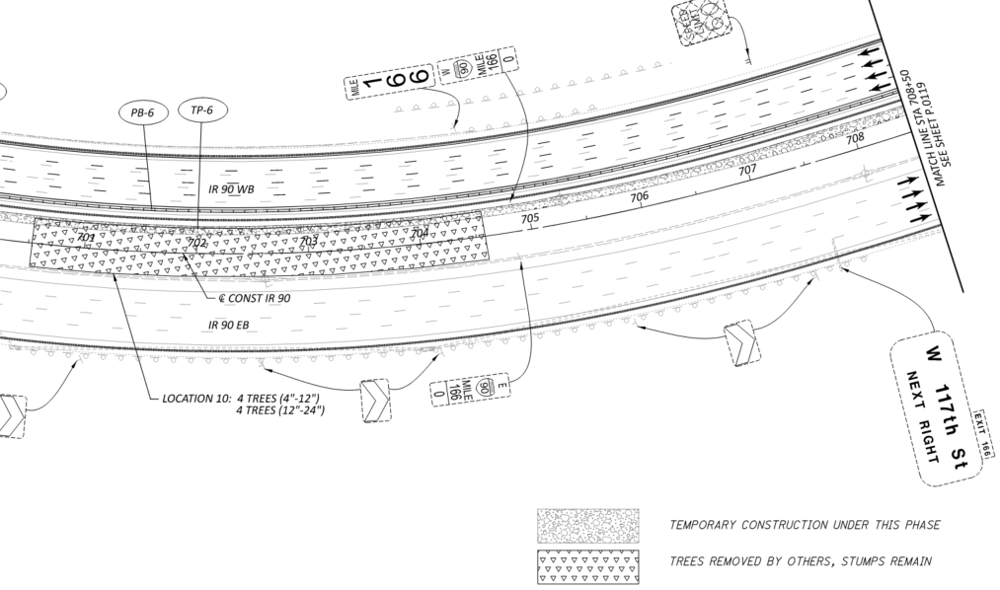 SPEED
LIMIT
60
MILE
166
W
90
MILE
166
0
PB-6
TP-6
MATCH LINE STA 708+50
SEE SHEET P.0119
IR 90 WB
701
702
703
704
705
706
707
708
℄ CONST IR 90
IR 90 EB
LOCATION 10: 4 TREES (4"-12")
4 TREES (12"-24")
E
90
MILE
166
0
EXIT 166
W 117th St
NEXT RIGHT
TEMPORARY CONSTRUCTION UNDER THIS PHASE
TREES REMOVED BY OTHERS, STUMPS REMAIN